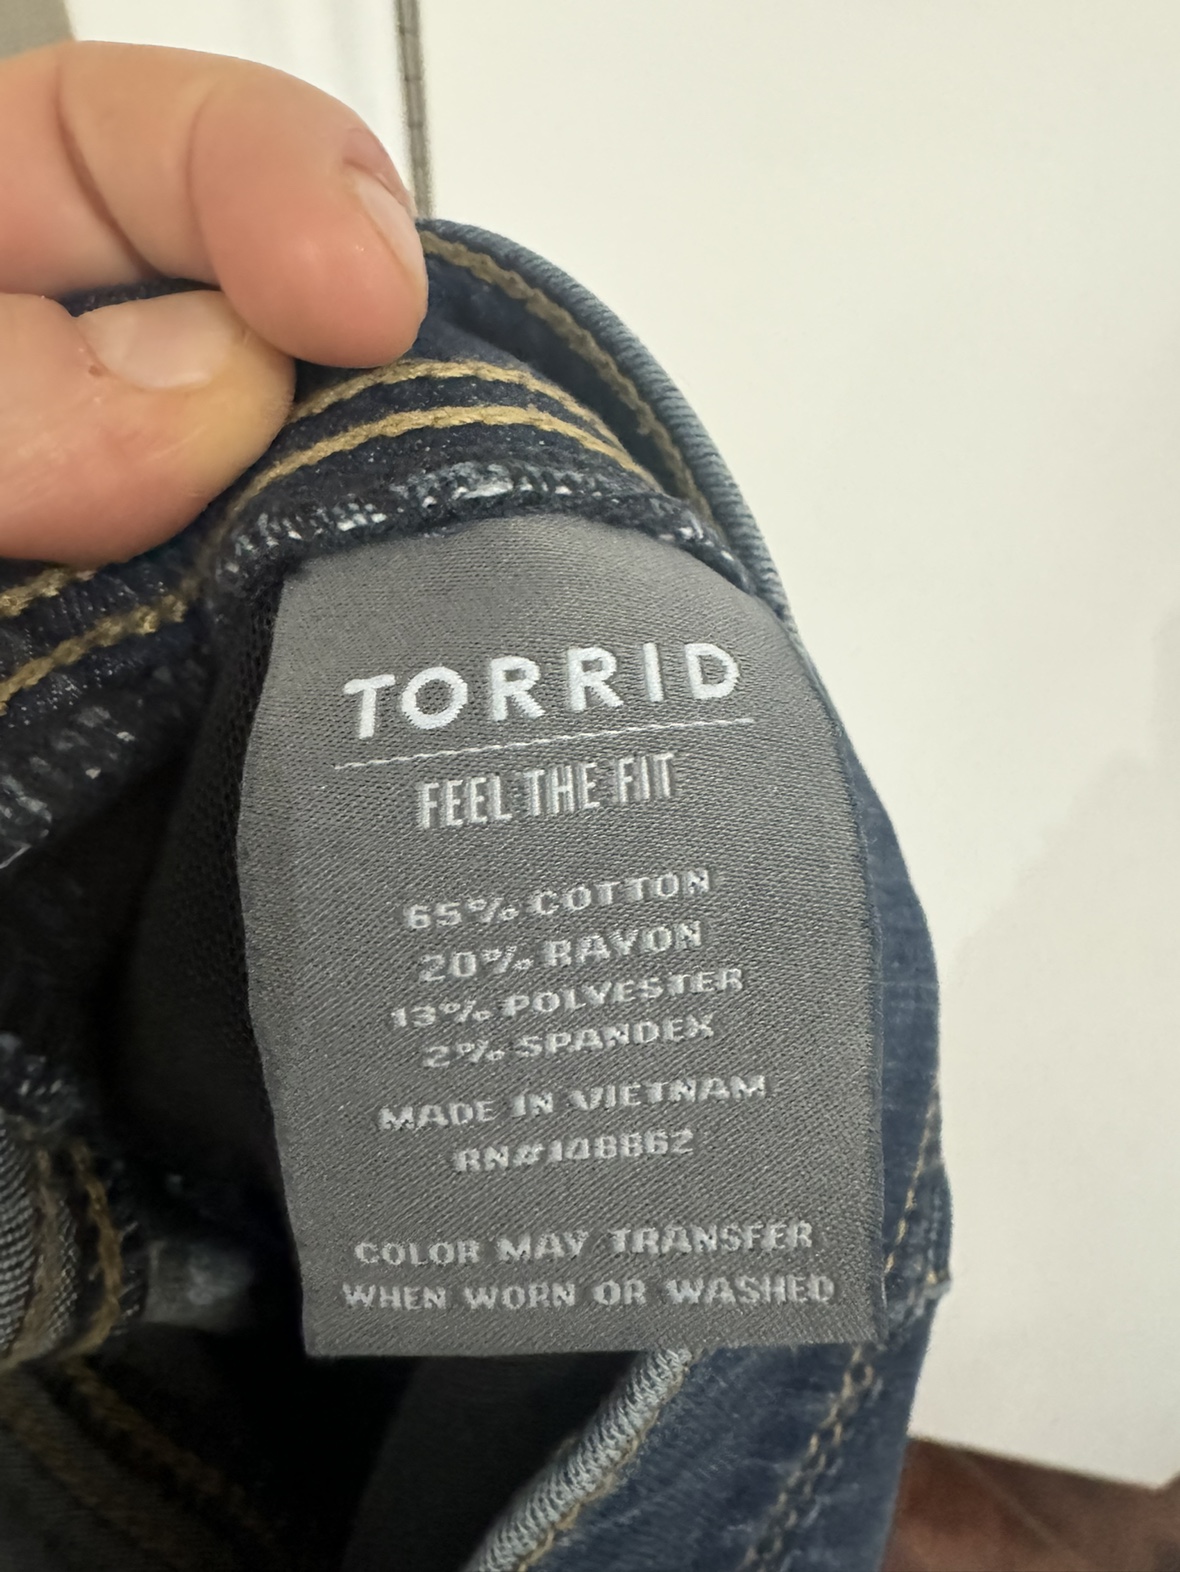 TORRID
FEEL THE FIT
65% COTTON
20% RAYON
13% POLYESTER
2% SPANDEX
MADE IN VIETNAM
RN#148862
COLOR MAY TRANSFER
WHEN WORN OR WASHED